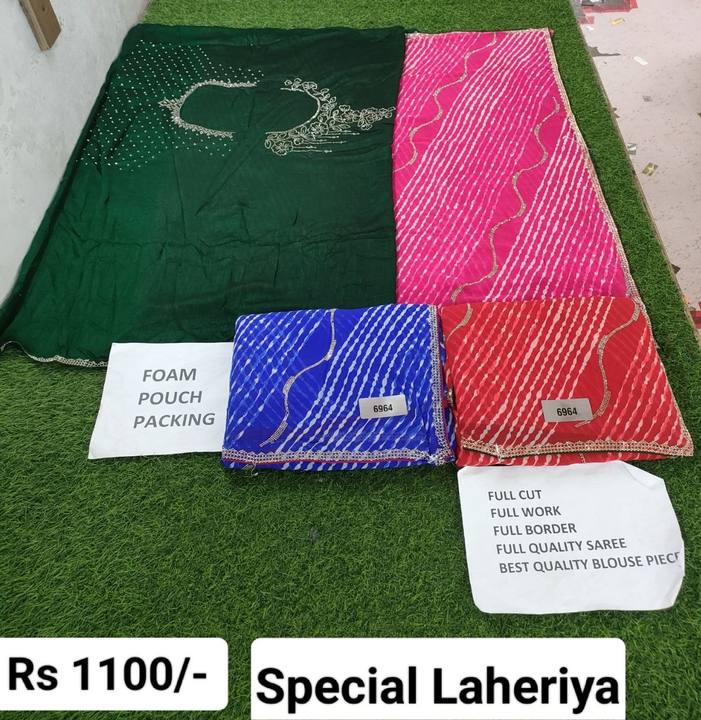 FOAM
POUCH
PACKING
6964
6964
FULL CUT
FULL WORK
FULL BORDER
FULL QUALITY SAREE
BEST QUALITY BLOUSE PIECE
Rs 1100/-
Special Laheriya